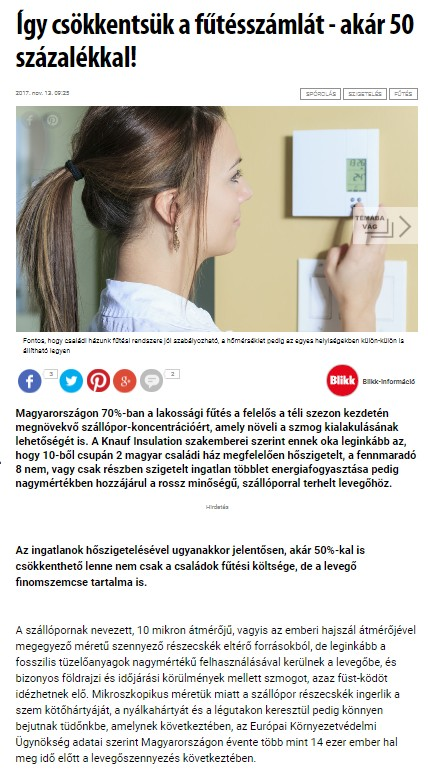 Így csökkentsük a fűtésszámlát - akár 50
százalékkal!
2017. nov. 13. 09:25
SPÓROLÁS
SZIGETELÉS
FŰTÉS
TÉMÁBA
VÁG
Fontos, hogy családi házunk fűtési rendszere jól szabályozható, a hőmérséklet pedig az egyes helyiségekben külön-külön is
állítható legyen
3
2
Blikk
Blikk-Információ
Magyarországon 70%-ban a lakossági fűtés a felelős a téli szezon kezdetén
megnövekvő szállópor-koncentrációért, amely növeli a szmog kialakulásának
lehetőségét is. A Knauf Insulation szakemberei szerint ennek oka leginkább az,
hogy 10-ből csupán 2 magyar családi ház megfelelően hőszigetelt, a fennmaradó
8 nem, vagy csak részben szigetelt ingatlan többlet energiafogyasztása pedig
nagymértékben hozzájárul a rossz minőségű, szállóporral terhelt levegőhöz.
Hirdetés
Az ingatlanok hőszigetelésével ugyanakkor jelentősen, akár 50%-kal is
csökkenthető lenne nem csak a családok fűtési költsége, de a levegő
finomszemcse tartalma is.
A szállópornak nevezett, 10 mikron átmérőjű, vagyis az emberi hajszál átmérőjével
megegyező méretű szennyező részecskék eltérő forrásokból, de leginkább a
fosszilis tüzelőanyagok nagymértékű felhasználásával kerülnek a levegőbe, és
bizonyos földrajzi és időjárási körülmények mellett szmogot, azaz füst-ködöt
idézhetnek elő. Mikroszkopikus méretük miatt a szállópor részecskék ingerlik a
szem kötőhártyáját, a nyálkahártyát és a légutakon keresztül pedig könnyen
bejutnak tüdőnkbe, amelynek következtében, az Európai Környezetvédelmi
Ügynökség adatai szerint Magyarországon évente több mint 14 ezer ember hal
meg idő előtt a levegőszennyezés következtében.